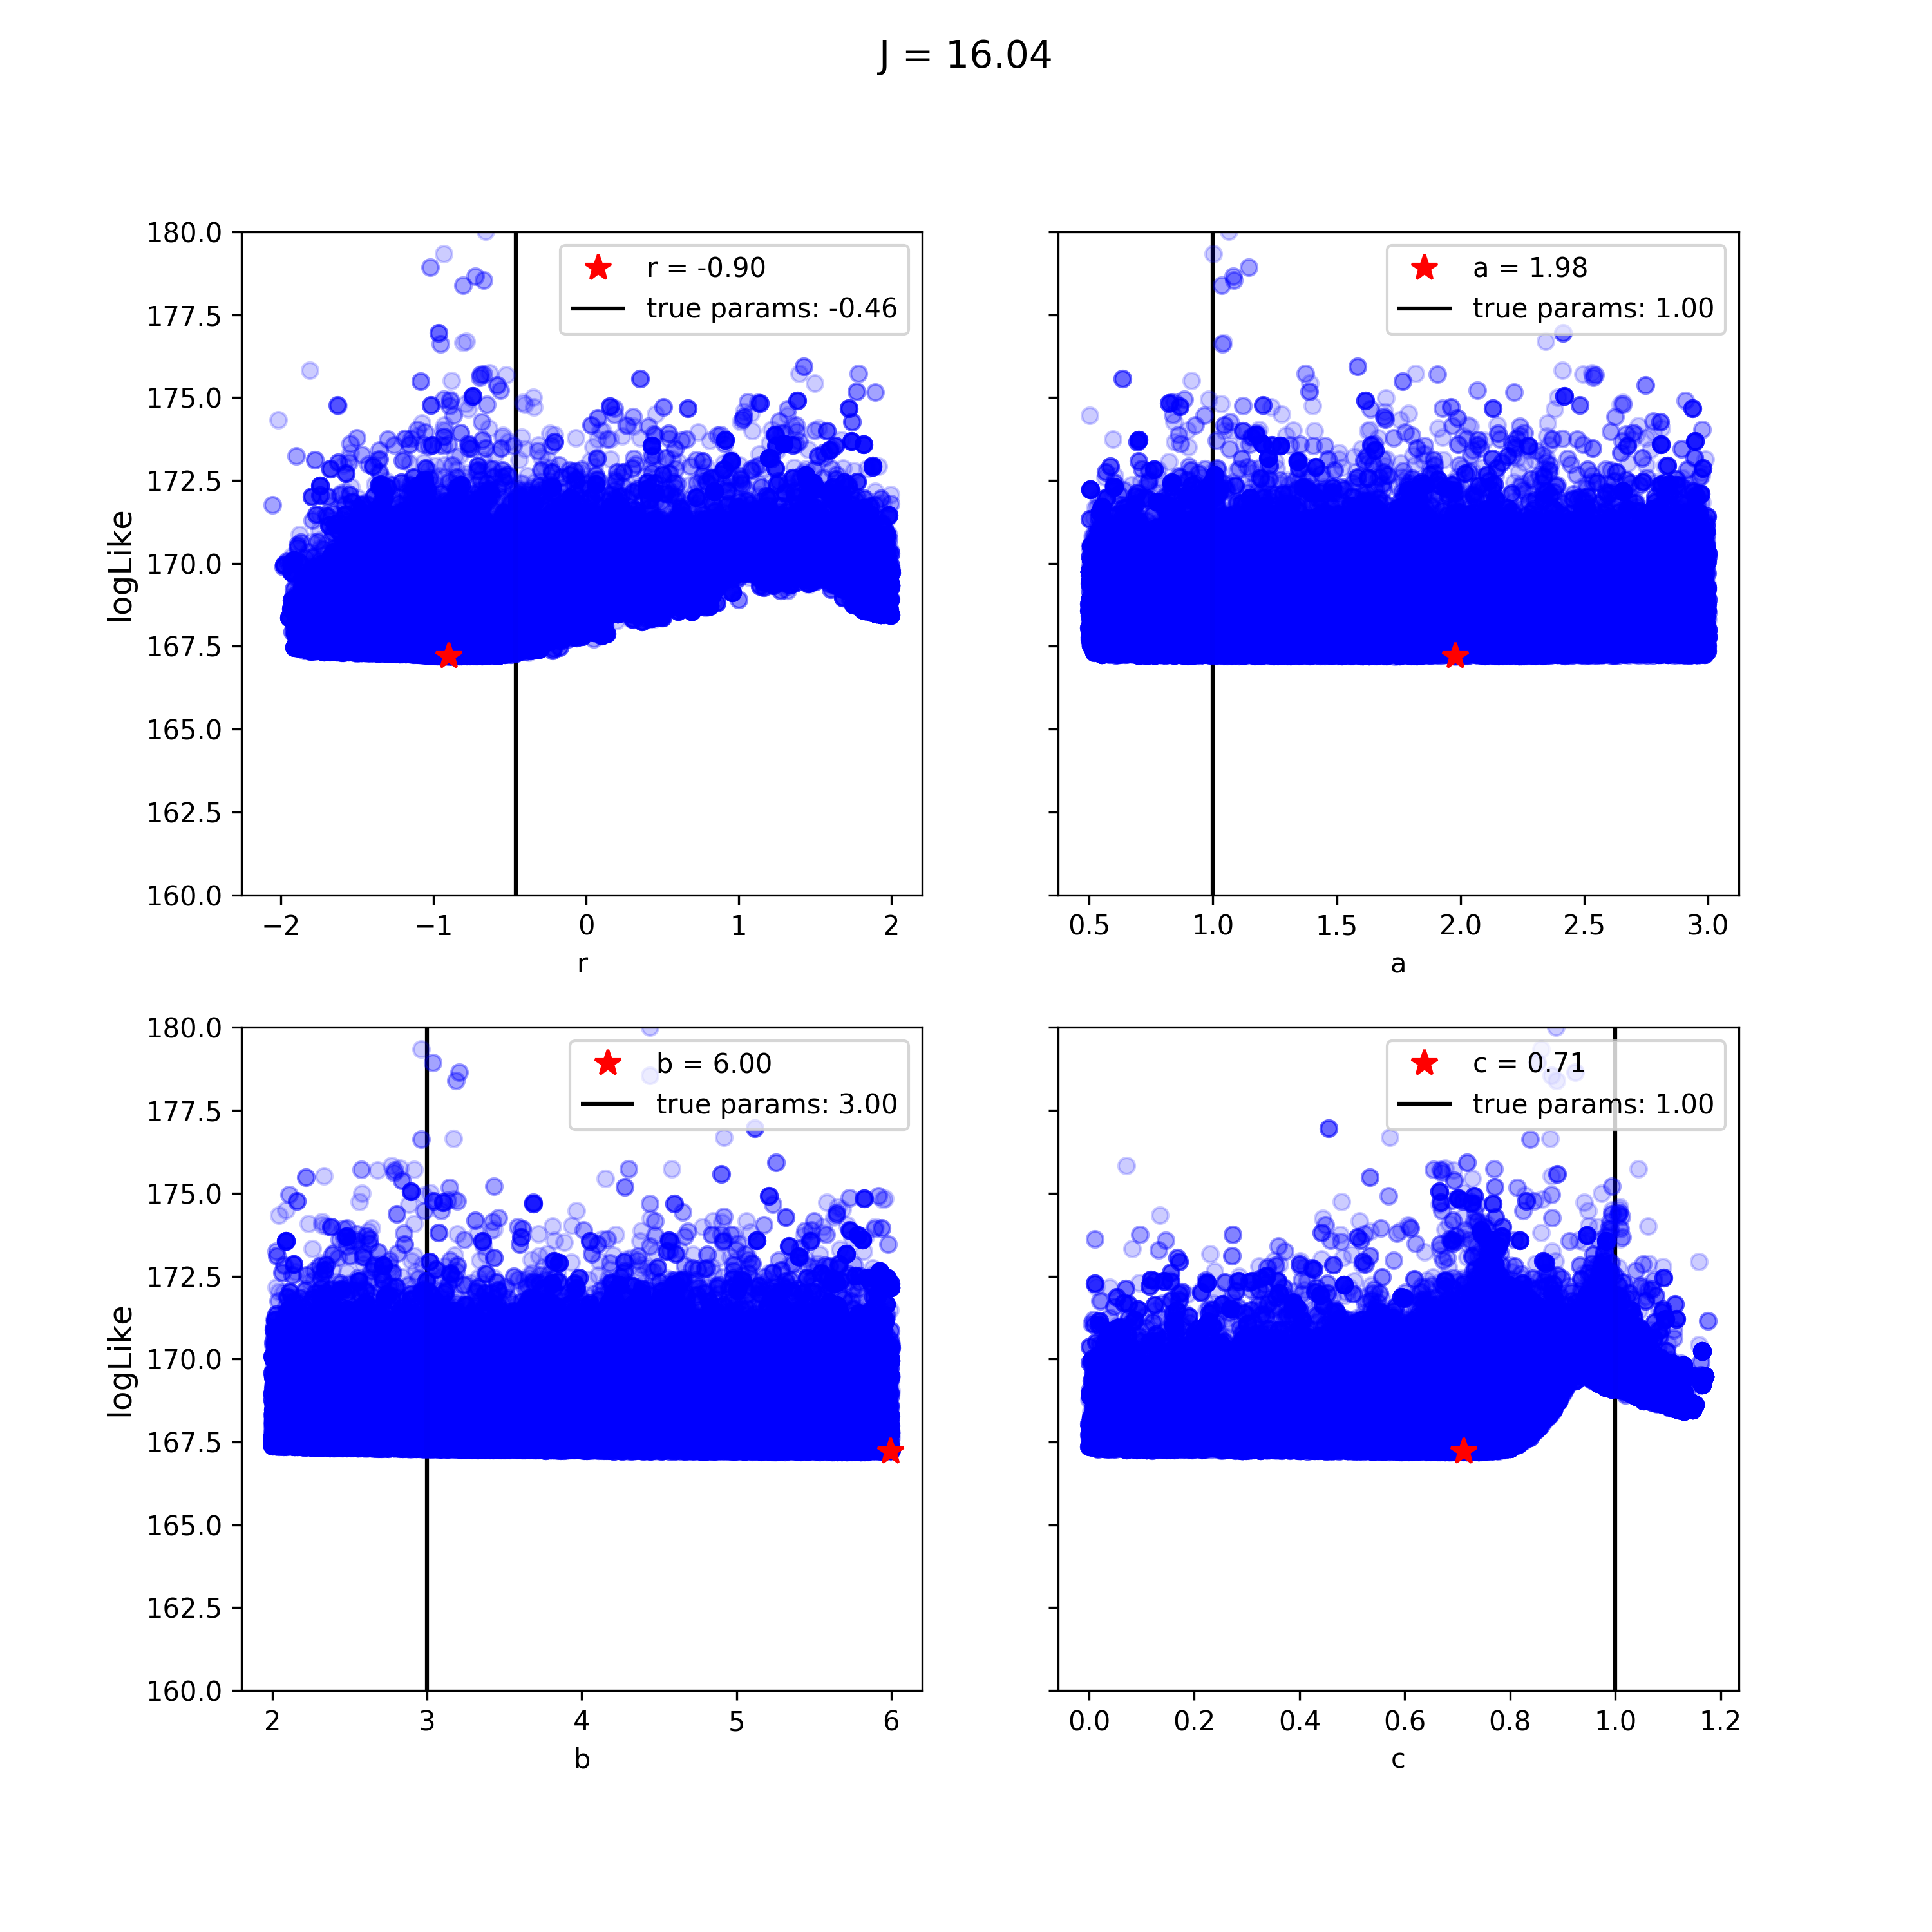 J = 16.04
180.0
177.5
175.0
172.5
170.0
167.5
165.0
162.5
160.0
logLike
r = -0.90
true params: -0.46
−2
−1
0
1
2
r
a = 1.98
true params: 1.00
0.5
1.0
1.5
2.0
2.5
3.0
a
180.0
177.5
175.0
172.5
170.0
167.5
165.0
162.5
160.0
logLike
b = 6.00
true params: 3.00
2
3
4
5
6
b
c = 0.71
true params: 1.00
0.0
0.2
0.4
0.6
0.8
1.0
1.2
c